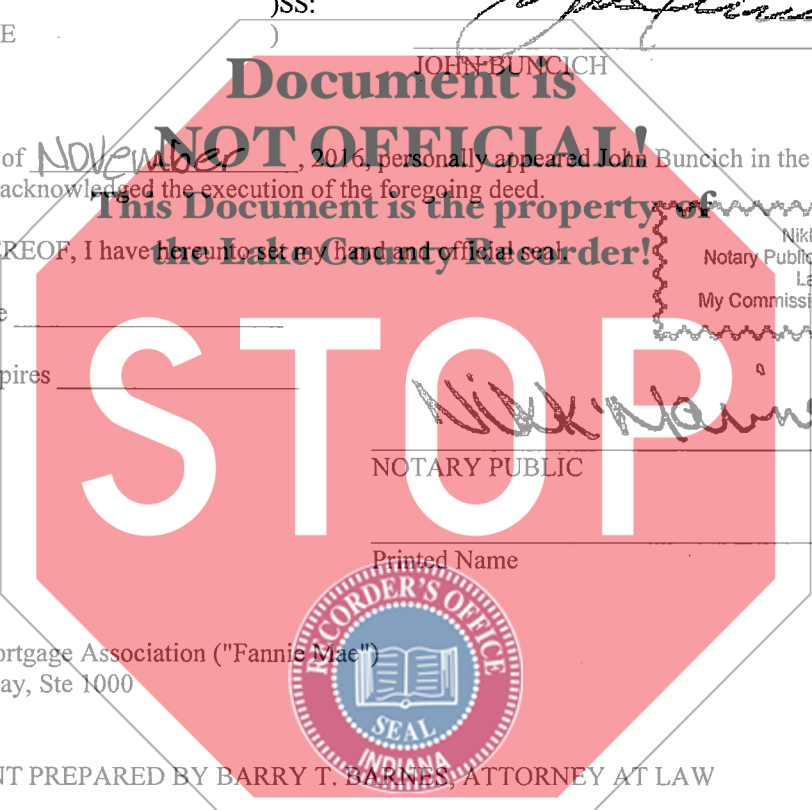 )SS:
E )
JOHN BUNCICH
Document is
NOT OFFICIAL!
of November, 2016, personally appeared John Buncich in the
acknowledged the execution of the foregoing deed.
This Document is the property of
the Lake County Recorder!
EREOF, I have hereunto set my hand and official seal.
Nik
Notary Public
La
My Commissi
e
pires
STOP
NOTARY PUBLIC
Printed Name
RECORDER'S OFFICE
SEAL
INDIANA
ortgage Association ("Fannie Mae")
ay, Ste 1000
NT PREPARED BY BARRY T. BARNES, ATTORNEY AT LAW